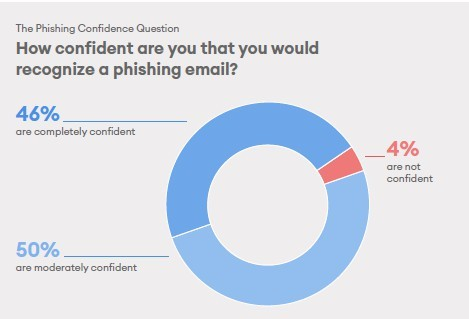 The Phishing Confidence Question
How confident are you that you would
recognize a phishing email?
46%
are completely confident
4%
are not
confident
50%
are moderately confident